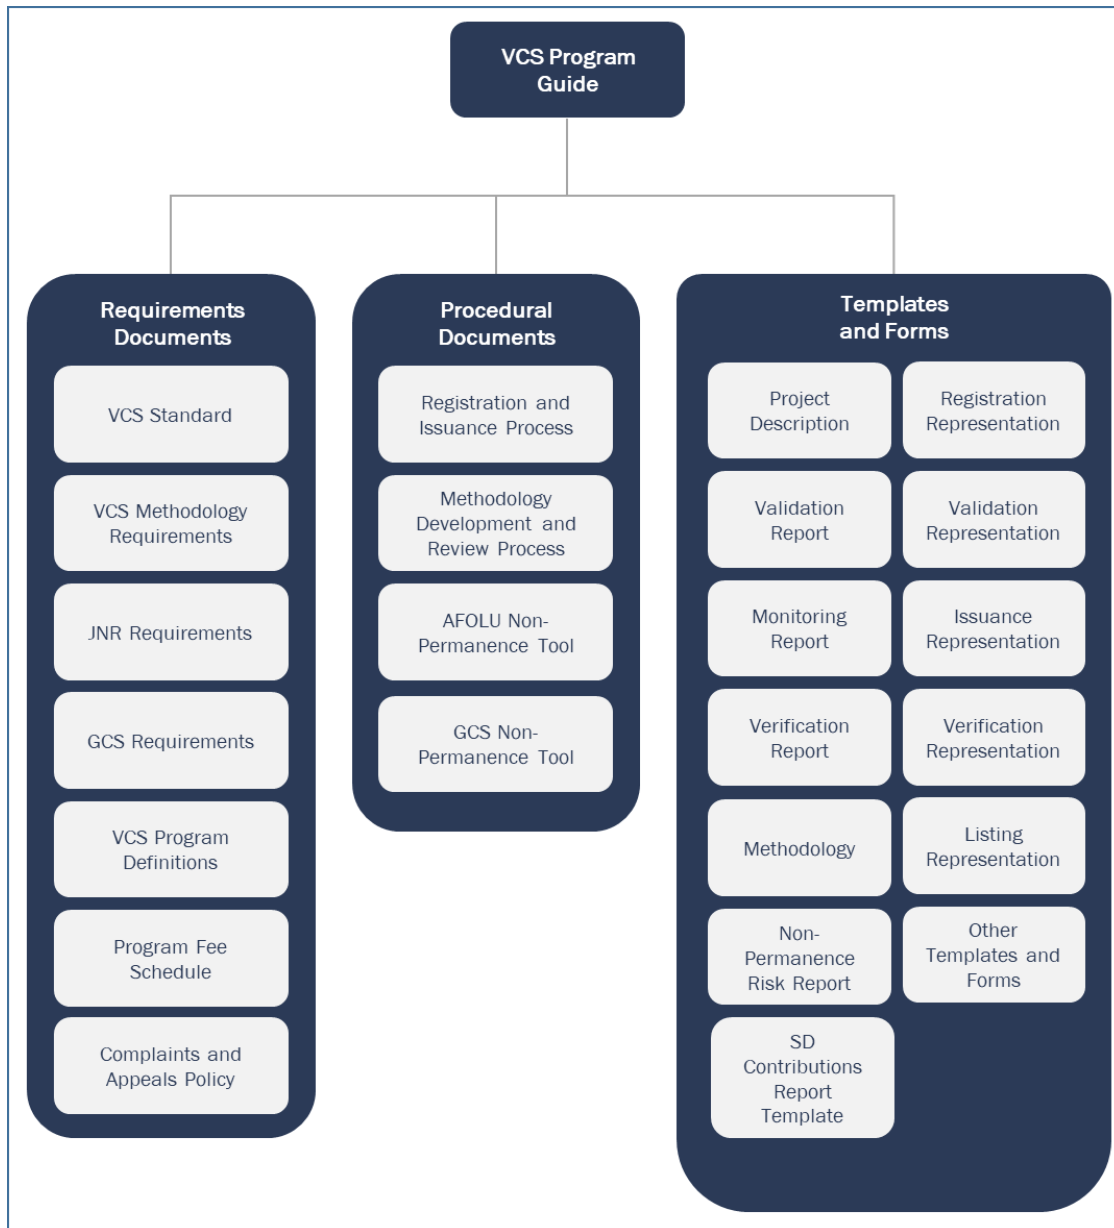 VCS Program
Guide
Requirements
Documents
VCS Standard
VCS Methodology
Requirements
JNR Requirements
GCS Requirements
VCS Program
Definitions
Program Fee
Schedule
Complaints and
Appeals Policy
Procedural
Documents
Registration and
Issuance Process
Methodology
Development and
Review Process
AFOLU Non-
Permanence Tool
GCS Non-
Permanence Tool
Templates
and Forms
Project
Description
Registration
Representation
Validation
Report
Validation
Representation
Monitoring
Report
Issuance
Representation
Verification
Report
Verification
Representation
Methodology
Listing
Representation
Non-
Permanence
Risk Report
Other
Templates and
Forms
SD
Contributions
Report
Template